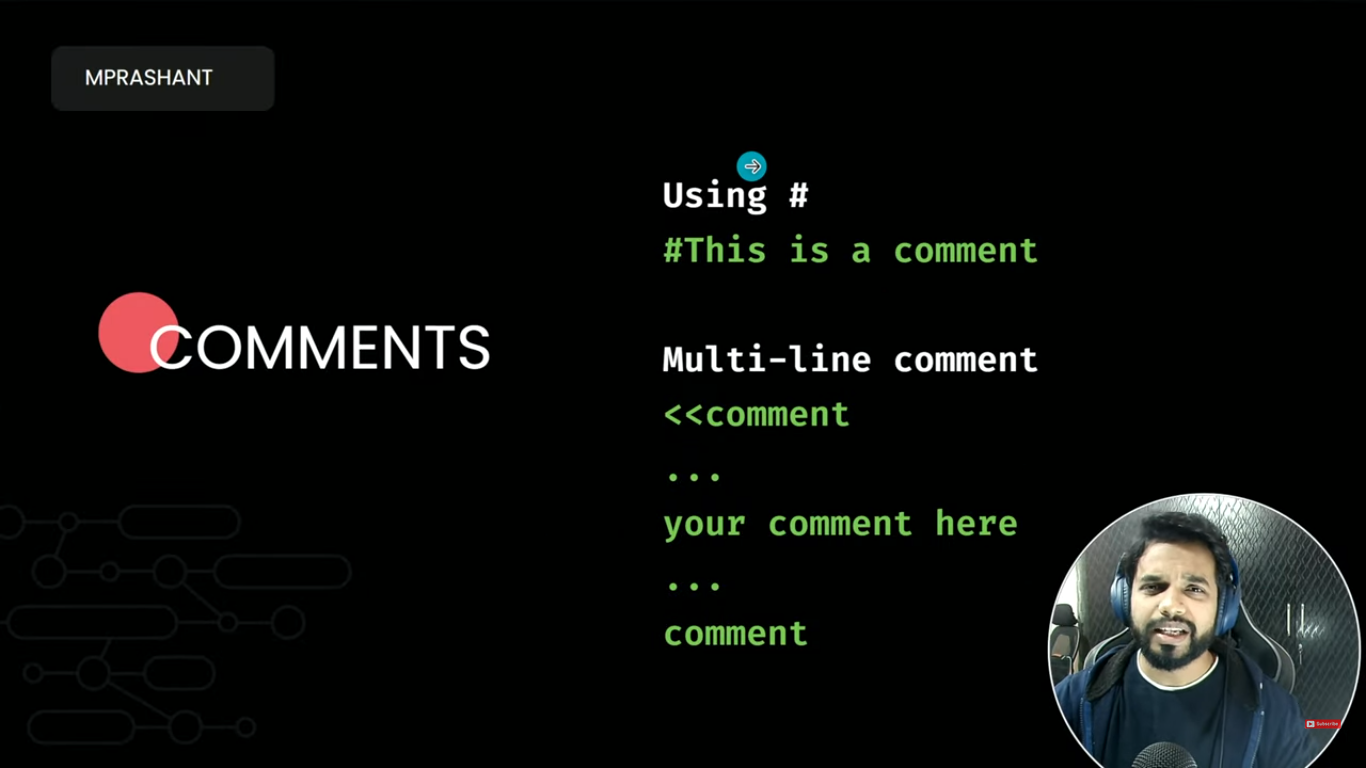 MPRASHANT
COMMENTS
Using #
#This is a comment
Multi-line comment
<<comment
...
your comment here
...
comment
Subscribe